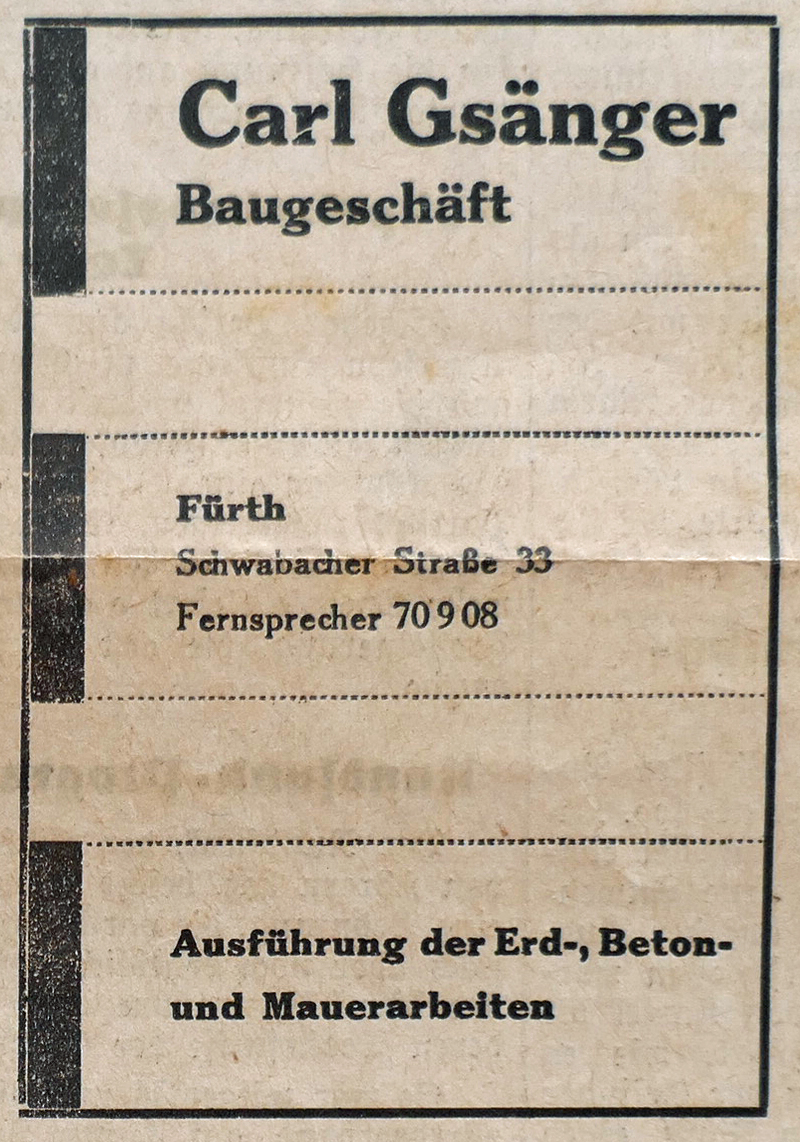 Carl Gsänger
Baugeschäft
Fürth
Schwabacher Straße 33
Fernsprecher 70908
Ausführung der Erd-, Beton-
und Mauerarbeiten